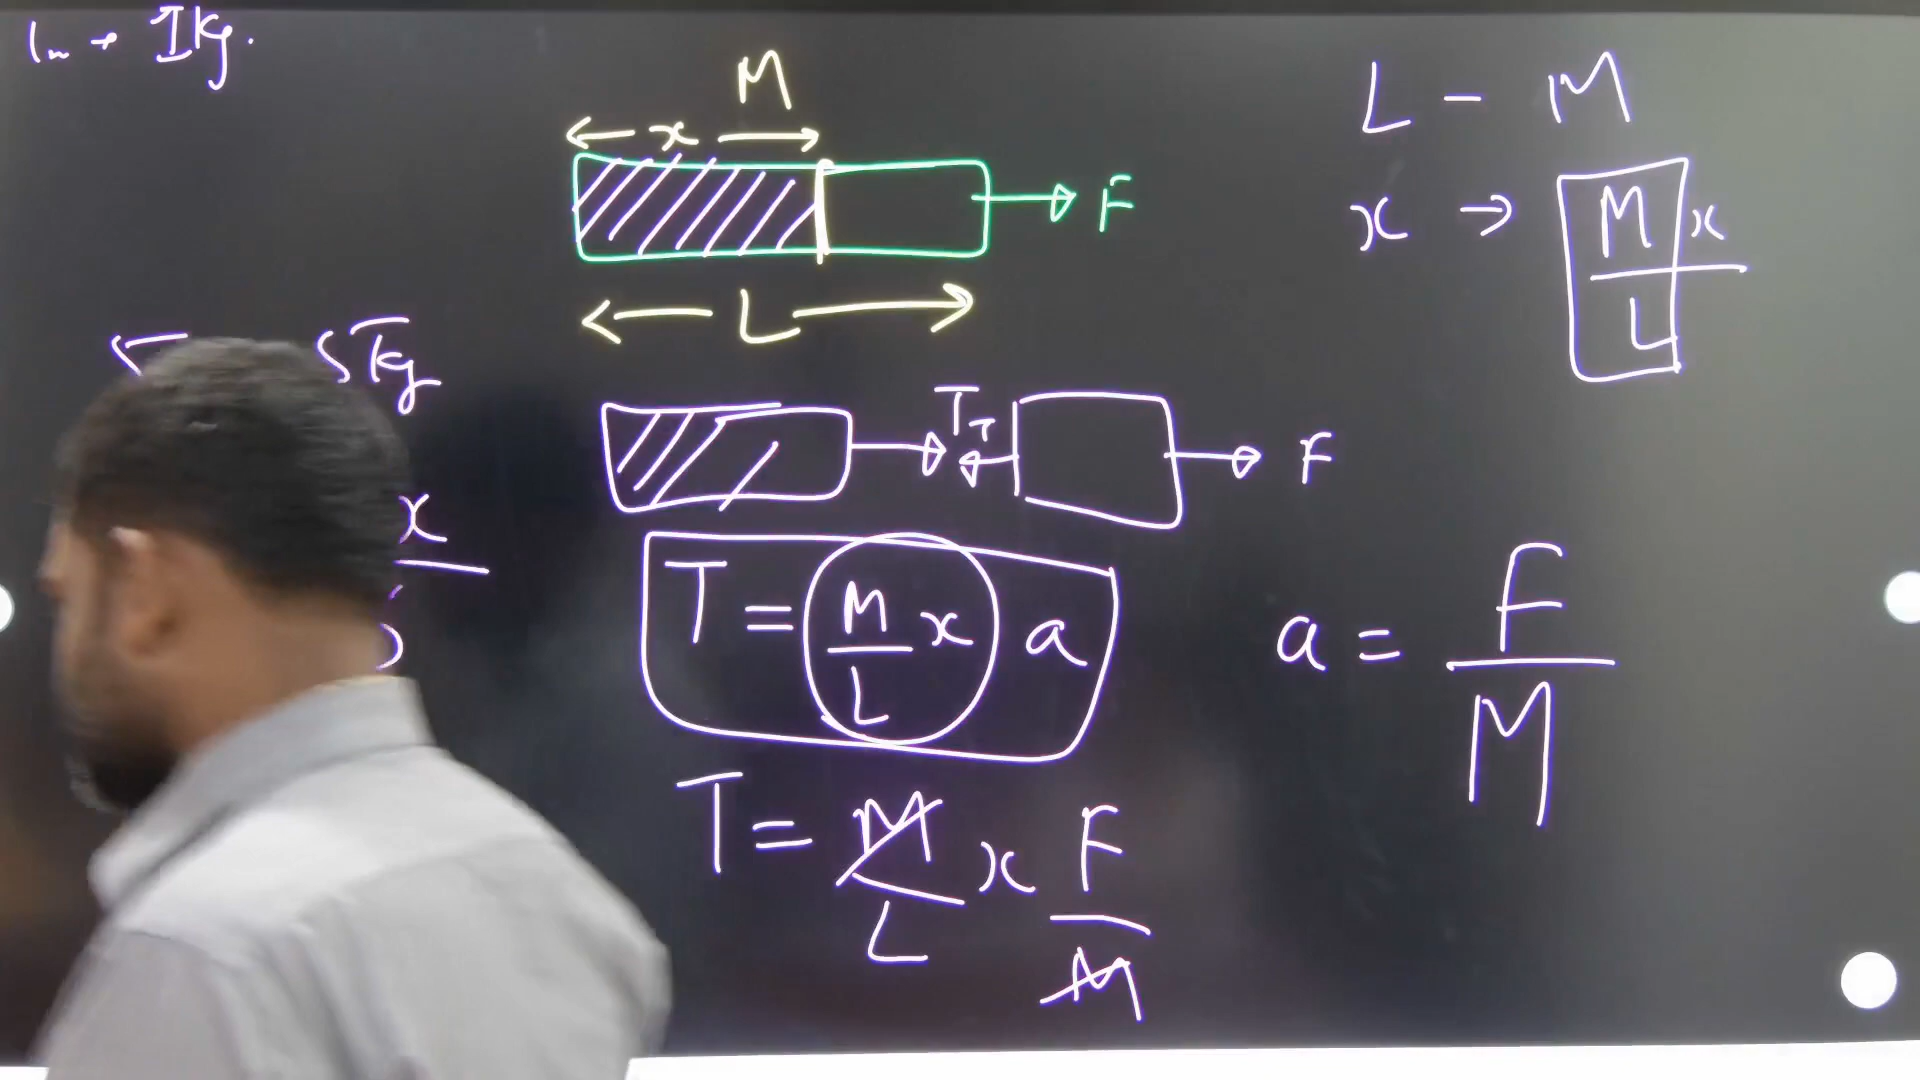 1m → 1kg.
M
← x →
F
← L →
5kg
x
T
T
F
T = M/L x a
T = M/L x F/M
L - M
x → M/L x
a = F/M